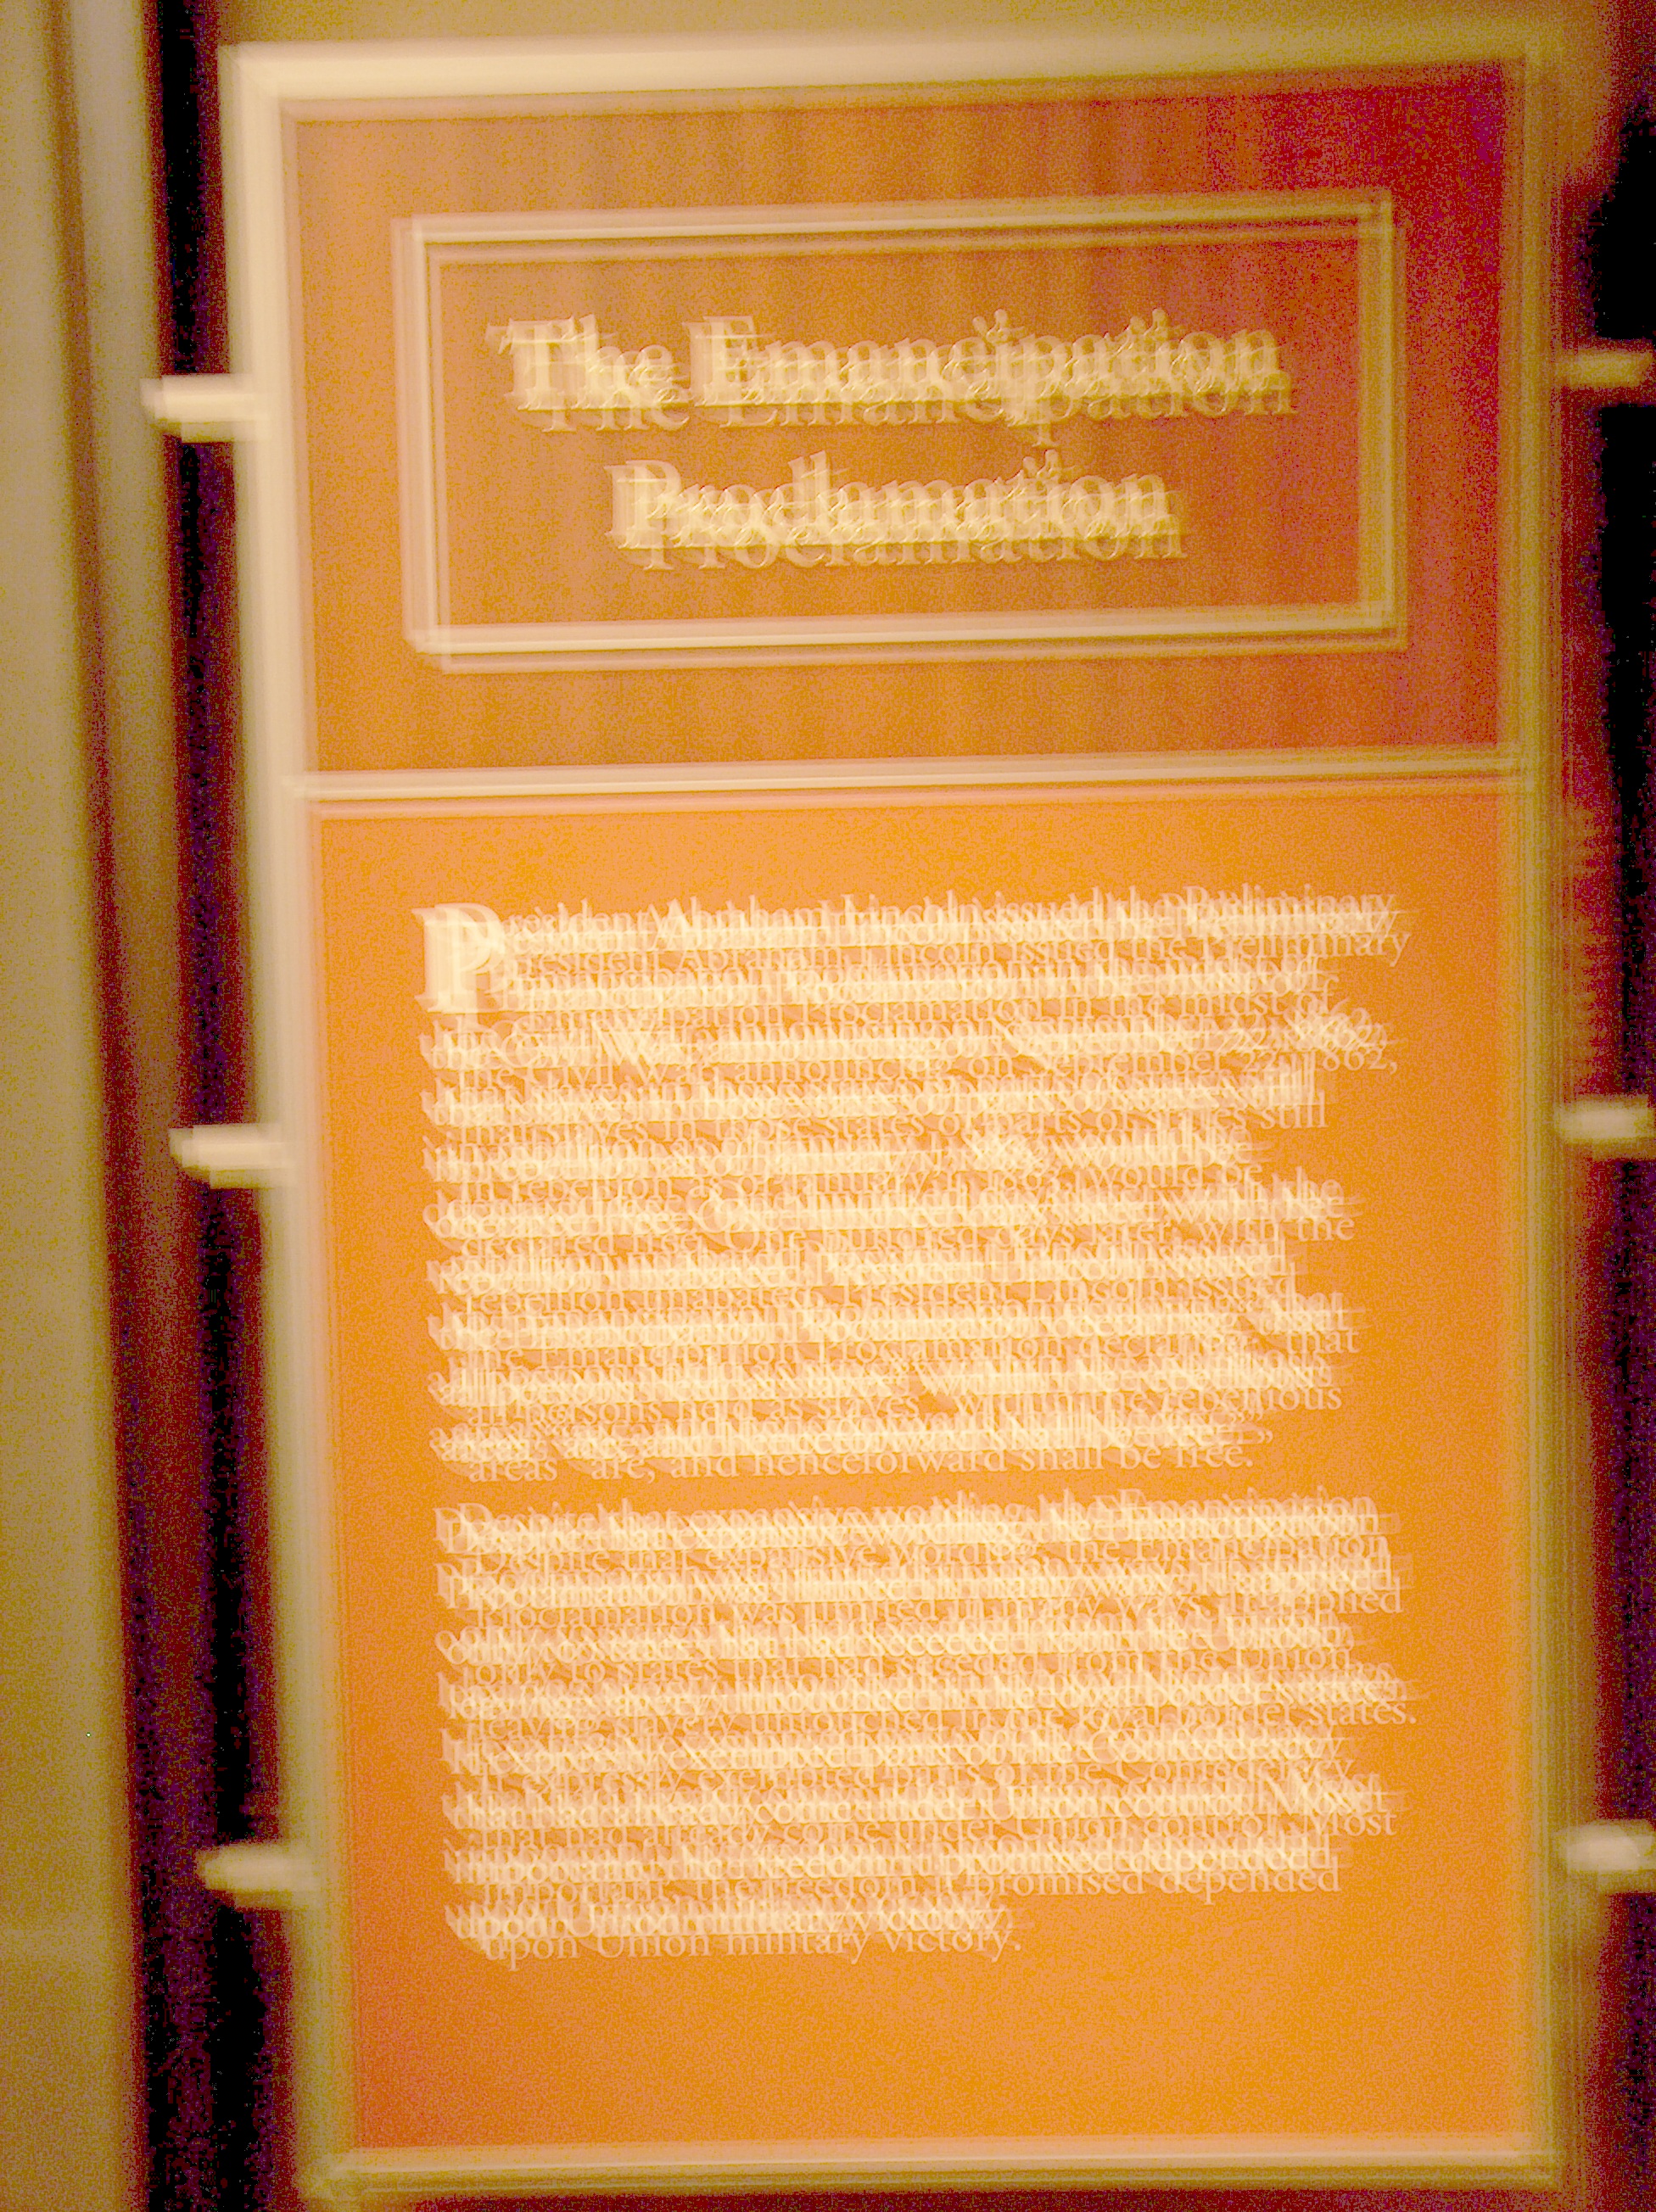 The Emancipation
Proclamation
President Abraham Lincoln issued the Preliminary
Emancipation Proclamation in the midst of
the Civil War, announcing on September 22, 1862,
that slaves in those states or parts of states still
in rebellion as of January 1, 1863, would be
declared free. One hundred days later, with the
rebellion unabated, President Lincoln issued
the Emancipation Proclamation declaring "that
all persons held as slaves" within the rebellious
areas "are, and henceforward shall be free."
Despite that expansive wording, the Emancipation
Proclamation was limited in many ways. It applied
only to states that had seceded from the Union,
leaving slavery untouched in the loyal border states.
It expressly exempted parts of the Confederacy
that had already come under Union control. Most
important, the freedom it promised depended
upon Union military victory.